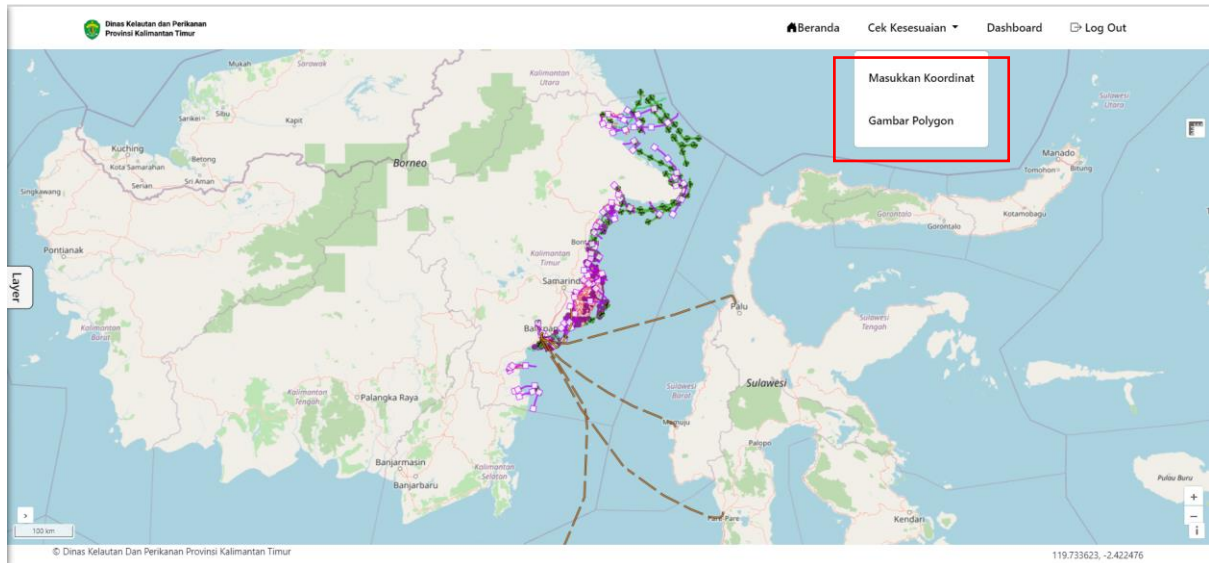 Dinas Kelautan dan Perikanan
Provinsi Kalimantan Timur
Beranda
Cek Kesesuaian
Dashboard
Log Out
Masukkan Koordinat
Gambar Polygon
Layer
Mukah
Sarawak
Kalimantan
Utara
Sarikei
Sibu
Kapit
Kuching
Kota Samarahan
Betong
Serian
Sri Aman
Borneo
Singkawang
Pontianak
Kalimantan
Timur
Samarind
Kalimantan
Barat
Kalimantan
Tengah
Palangka Raya
Banjarmasin
Banjarbaru
Kalimantan
Selatan
Sulawesi
Utara
Manado
Tomohon
Bitung
Kotamobagu
Gorontalo
Gorontalo
Palu
Sulawesi
Tengah
Sulawesi
Barat
Sulawesi
Mamuju
Palopo
Pare-Pare
Kendari
Pulau Buru
+
−
i
100 km
© Dinas Kelautan Dan Perikanan Provinsi Kalimantan Timur
119.733623, -2.422476